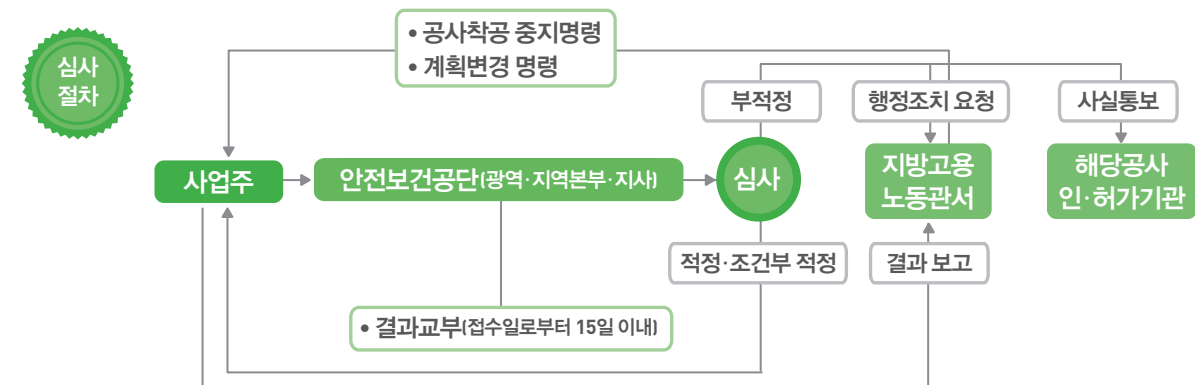 심사
절차
• 공사착공 중지명령
• 계획변경 명령
부적정
행정조치 요청
사실통보
사업주
안전보건공단(광역·지역본부·지사)
심사
지방고용
노동관서
해당공사
인·허가기관
적정·조건부 적정
결과 보고
• 결과교부(접수일로부터 15일 이내)